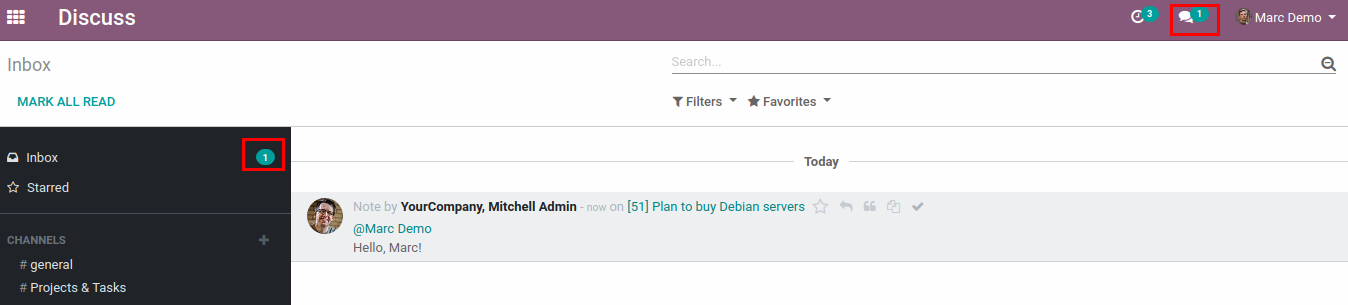 Discuss
3
1
Marc Demo
Inbox
Search...
MARK ALL READ
Filters
Favorites
Inbox
1
Starred
Today
Note by YourCompany, Mitchell Admin - now on [51] Plan to buy Debian servers
@Marc Demo
Hello, Marc!
CHANNELS
# general
# Projects & Tasks